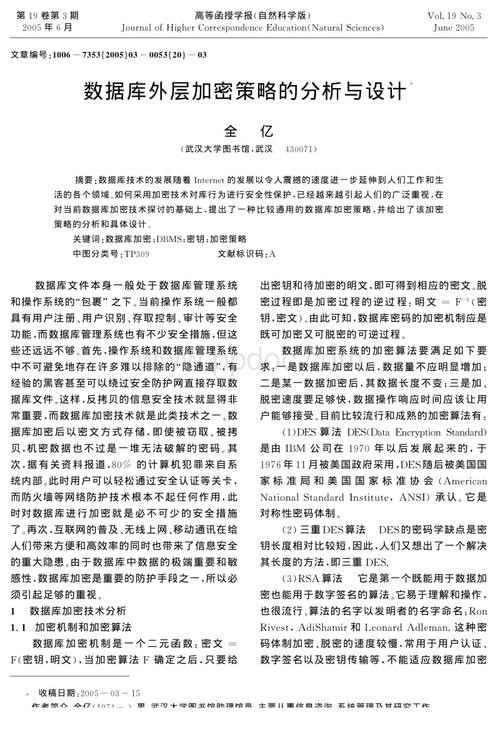 第19卷第3期
2005年6月
高等函授学报(自然科学版)
Journal of Higher Correspondence Education(Natural Sciences)
Vol. 19 No. 3
June 2005
文章编号:1006-7353(2005)03-0053(20)-03
数据库外层加密策略的分析与设计*
全 亿
(武汉大学图书馆,武汉 430071)
摘要:数据库技术的发展随着 Internet 的发展以令人震撼的速度进一步延伸到人们工作和生
活的各个领域。如何采用加密技术对库行为进行安全性保护,已经越来越引起人们的广泛重视,在
对当前数据库加密技术探讨的基础上,提出了一种比较通用的数据库加密策略,并给出了该加密
策略的分析和具体设计。
关键词:数据库加密;DBMS;密钥;加密策略
中图分类号:TP309 文献标识码:A
数据库文件本身一般处于数据库管理系统
和操作系统的“包裹”之下。当前操作系统一般都
具有用户注册、用户识别、存取控制、审计等安全
功能,而数据库管理系统也有不少安全措施,但这
些还远远不够。首先,操作系统和数据库管理系统
中不可避免地存在许多难以排除的“隐通道”,有
经验的黑客甚至可以绕过安全防护网直接存取数
据库文件。这样,反拷贝的信息安全技术就显得非
常重要,而数据库加密技术就是此类技术之一。数
据库加密后以密文方式存储,即使被窃取、被拷
贝,机密数据也不过是一堆无法破解的密码。其
次,据有关资料报道,80% 的计算机犯罪来自系
统内部。此时用户可以轻松通过安全认证等关卡,
而防火墙等网络防护技术根本不起任何作用,此
时对数据库进行加密就是必不可少的安全措施
了。再次,互联网的普及、无线上网、移动通讯在给
人们带来方便和高效率的同时也带来了信息安全
的重大隐患。由于数据库中数据的极端重要和敏
感性,数据库加密是重要的防护手段之一,所以必
须引起足够的重视。
1 数据库加密技术分析
1.1 加密机制和加密算法
数据库加密机制是一个二元函数:密文 =
F(密钥,明文),当加密算法 F 确定之后,只要给
出密钥和待加密的明文,即可得到相应的密文。脱
密过程即是加密过程的逆过程:明文 = F⁻¹(密
钥,密文)。由此可知,数据库密码的加密机制应是
既可加密又可脱密的可逆过程。
数据库加密系统的加密算法要满足如下要
求:一是数据库加密以后,数据量不应明显增加;
二是某一数据加密后,其数据长度不变;三是加、
脱密速度要足够快,数据操作响应时间应该让用
户能够接受。目前比较流行和成熟的加密算法有:
(1)DES 算法 DES(Data Encryption Standard)
是由 IBM 公司在 1970 年以后发展起来的,于
1976年11月被美国政府采用,DES随后被美国国
家标准局和美国国家标准协会 (American
National Standard Institute, ANSI) 承认。它是
对称性密码体制。
(2) 三重DES算法 DES的密码学缺点是密
钥长度相对比较短,因此,人们又想出了一个解决
其长度的方法,即三重 DES。
(3)RSA 算法 它是第一个既能用于数据加
密也能用于数字签名的算法。它易于理解和操作,
也很流行。算法的名字以发明者的名字命名:Ron
Rivest, AdiShamir 和 Leonard Adleman. 这种密
码体制加密、脱密的速度较慢,常用于用户认证、
数字签名以及密钥传输等,不能适应数据库加密
* 收稿日期:2005-03-15
作者简介 全亿(1974-) 男 武汉大学图书馆助理馆员 主要从事信息咨询 系统管理及其研究工作